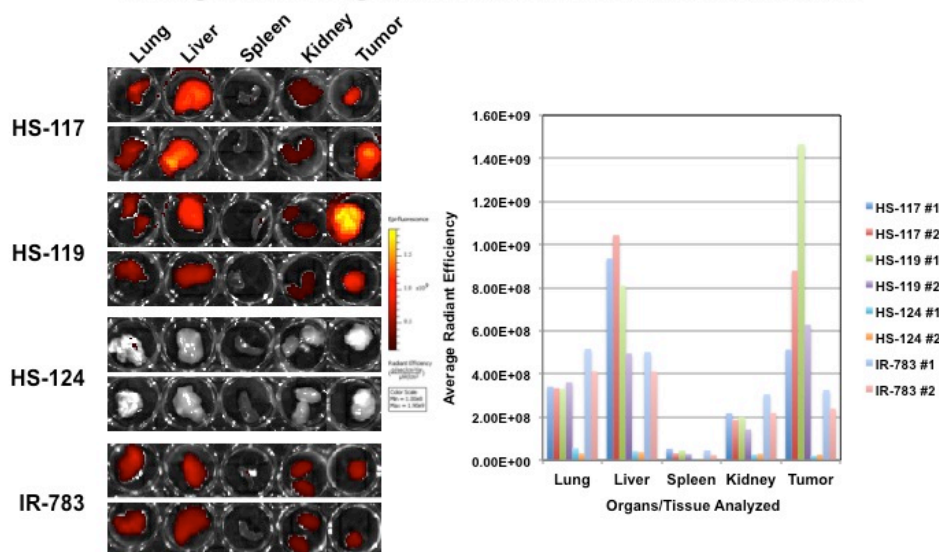 Lung
Liver
Spleen
Kidney
Tumor
HS-117
HS-119
HS-124
IR-783
Epi-fluorescence
Radiant Efficiency
Color Scale
Average Radiant Efficiency
1.60E+09
1.40E+09
1.20E+09
1.00E+09
8.00E+08
6.00E+08
4.00E+08
2.00E+08
0.00E+00
Lung
Liver
Spleen
Kidney
Tumor
Organs/Tissue Analyzed
HS-117 #1
HS-117 #2
HS-119 #1
HS-119 #2
HS-124 #1
HS-124 #2
IR-783 #1
IR-783 #2